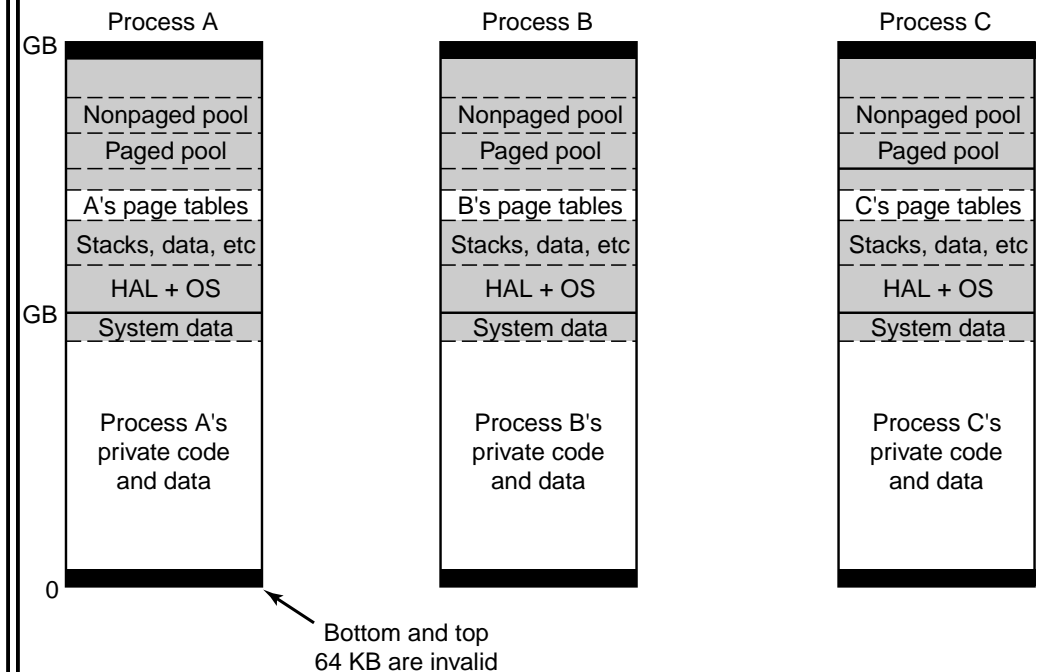 Process A
Process B
Process C
GB
Nonpaged pool
Nonpaged pool
Nonpaged pool
Paged pool
Paged pool
Paged pool
A's page tables
B's page tables
C's page tables
Stacks, data, etc
Stacks, data, etc
Stacks, data, etc
HAL + OS
HAL + OS
HAL + OS
GB
System data
System data
System data
Process A's
private code
and data
Process B's
private code
and data
Process C's
private code
and data
0
Bottom and top
64 KB are invalid